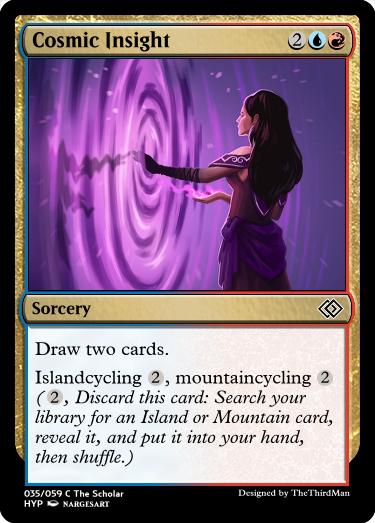 Cosmic Insight 2
Sorcery
Draw two cards.
Islandcycling 2, mountaincycling 2
( 2, Discard this card: Search your
library for an Island or Mountain card,
reveal it, and put it into your hand,
then shuffle.)
035/059 C The Scholar
Designed by TheThirdMan
HYP NARGESART